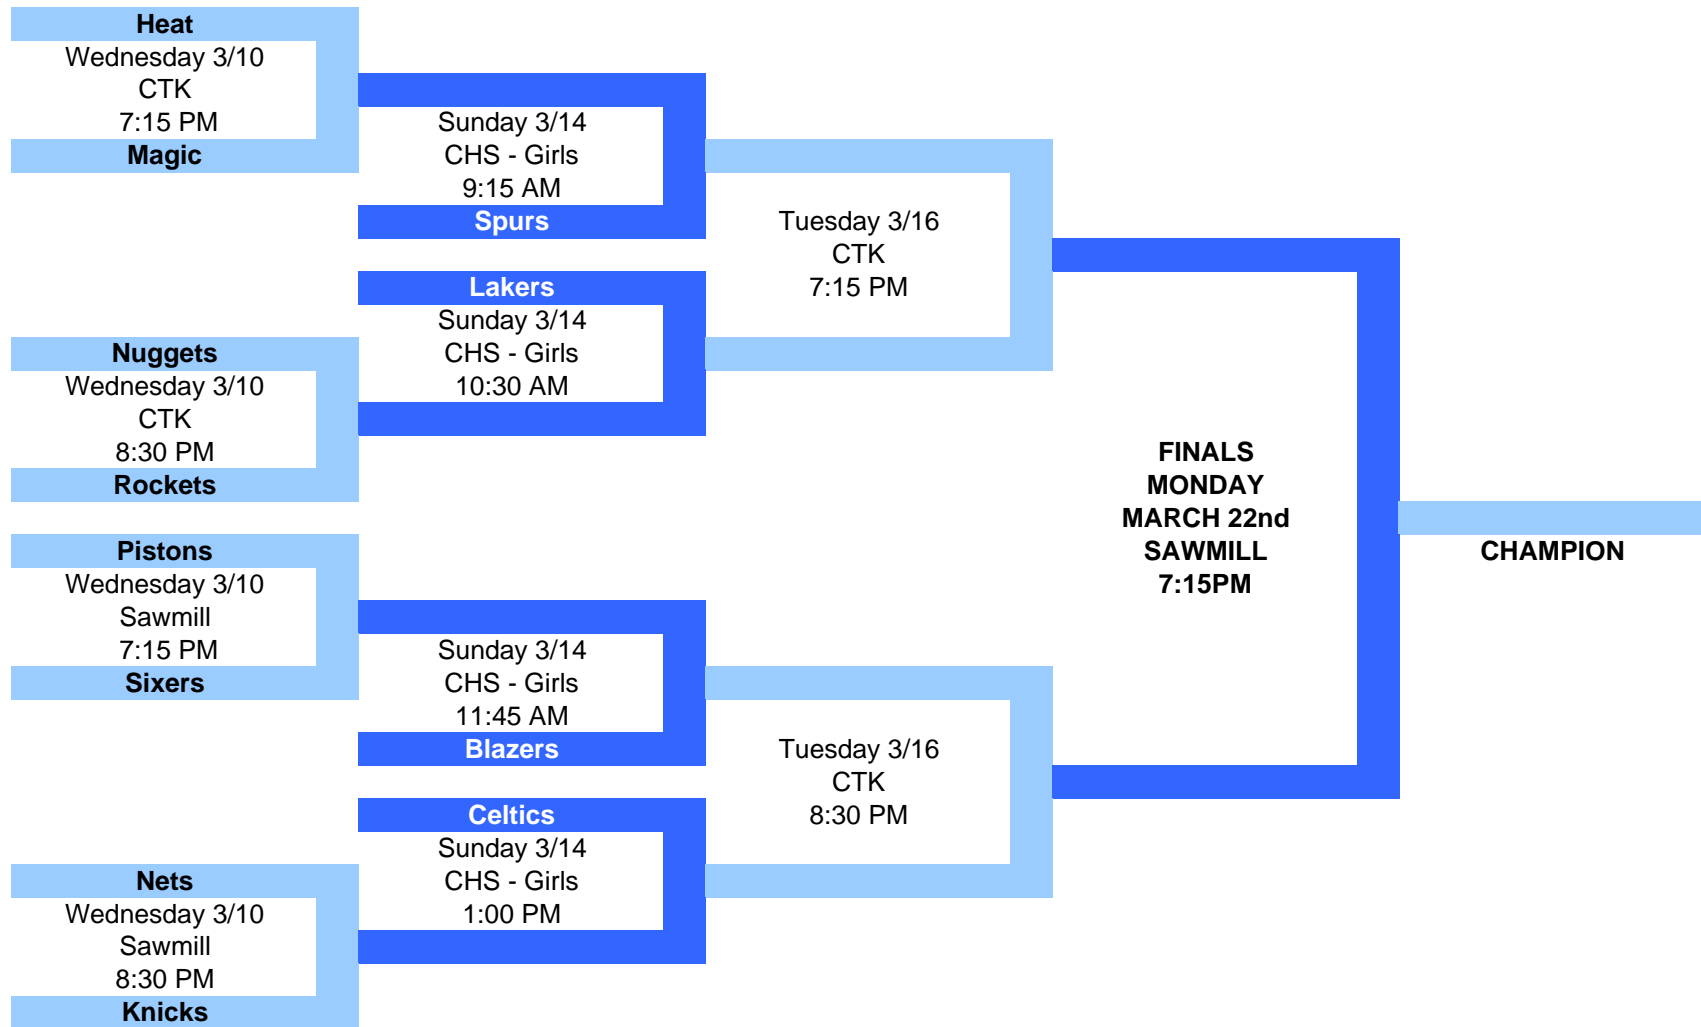 Heat
Wednesday 3/10
CTK
7:15 PM
Magic
Sunday 3/14
CHS - Girls
9:15 AM
Spurs
Lakers
Sunday 3/14
CHS - Girls
10:30 AM
Nuggets
Wednesday 3/10
CTK
8:30 PM
Rockets
Tuesday 3/16
CTK
7:15 PM
Pistons
Wednesday 3/10
Sawmill
7:15 PM
Sixers
Sunday 3/14
CHS - Girls
11:45 AM
Blazers
Celtics
Sunday 3/14
CHS - Girls
1:00 PM
Nets
Wednesday 3/10
Sawmill
8:30 PM
Knicks
Tuesday 3/16
CTK
8:30 PM
FINALS
MONDAY
MARCH 22nd
SAWMILL
7:15PM
CHAMPION